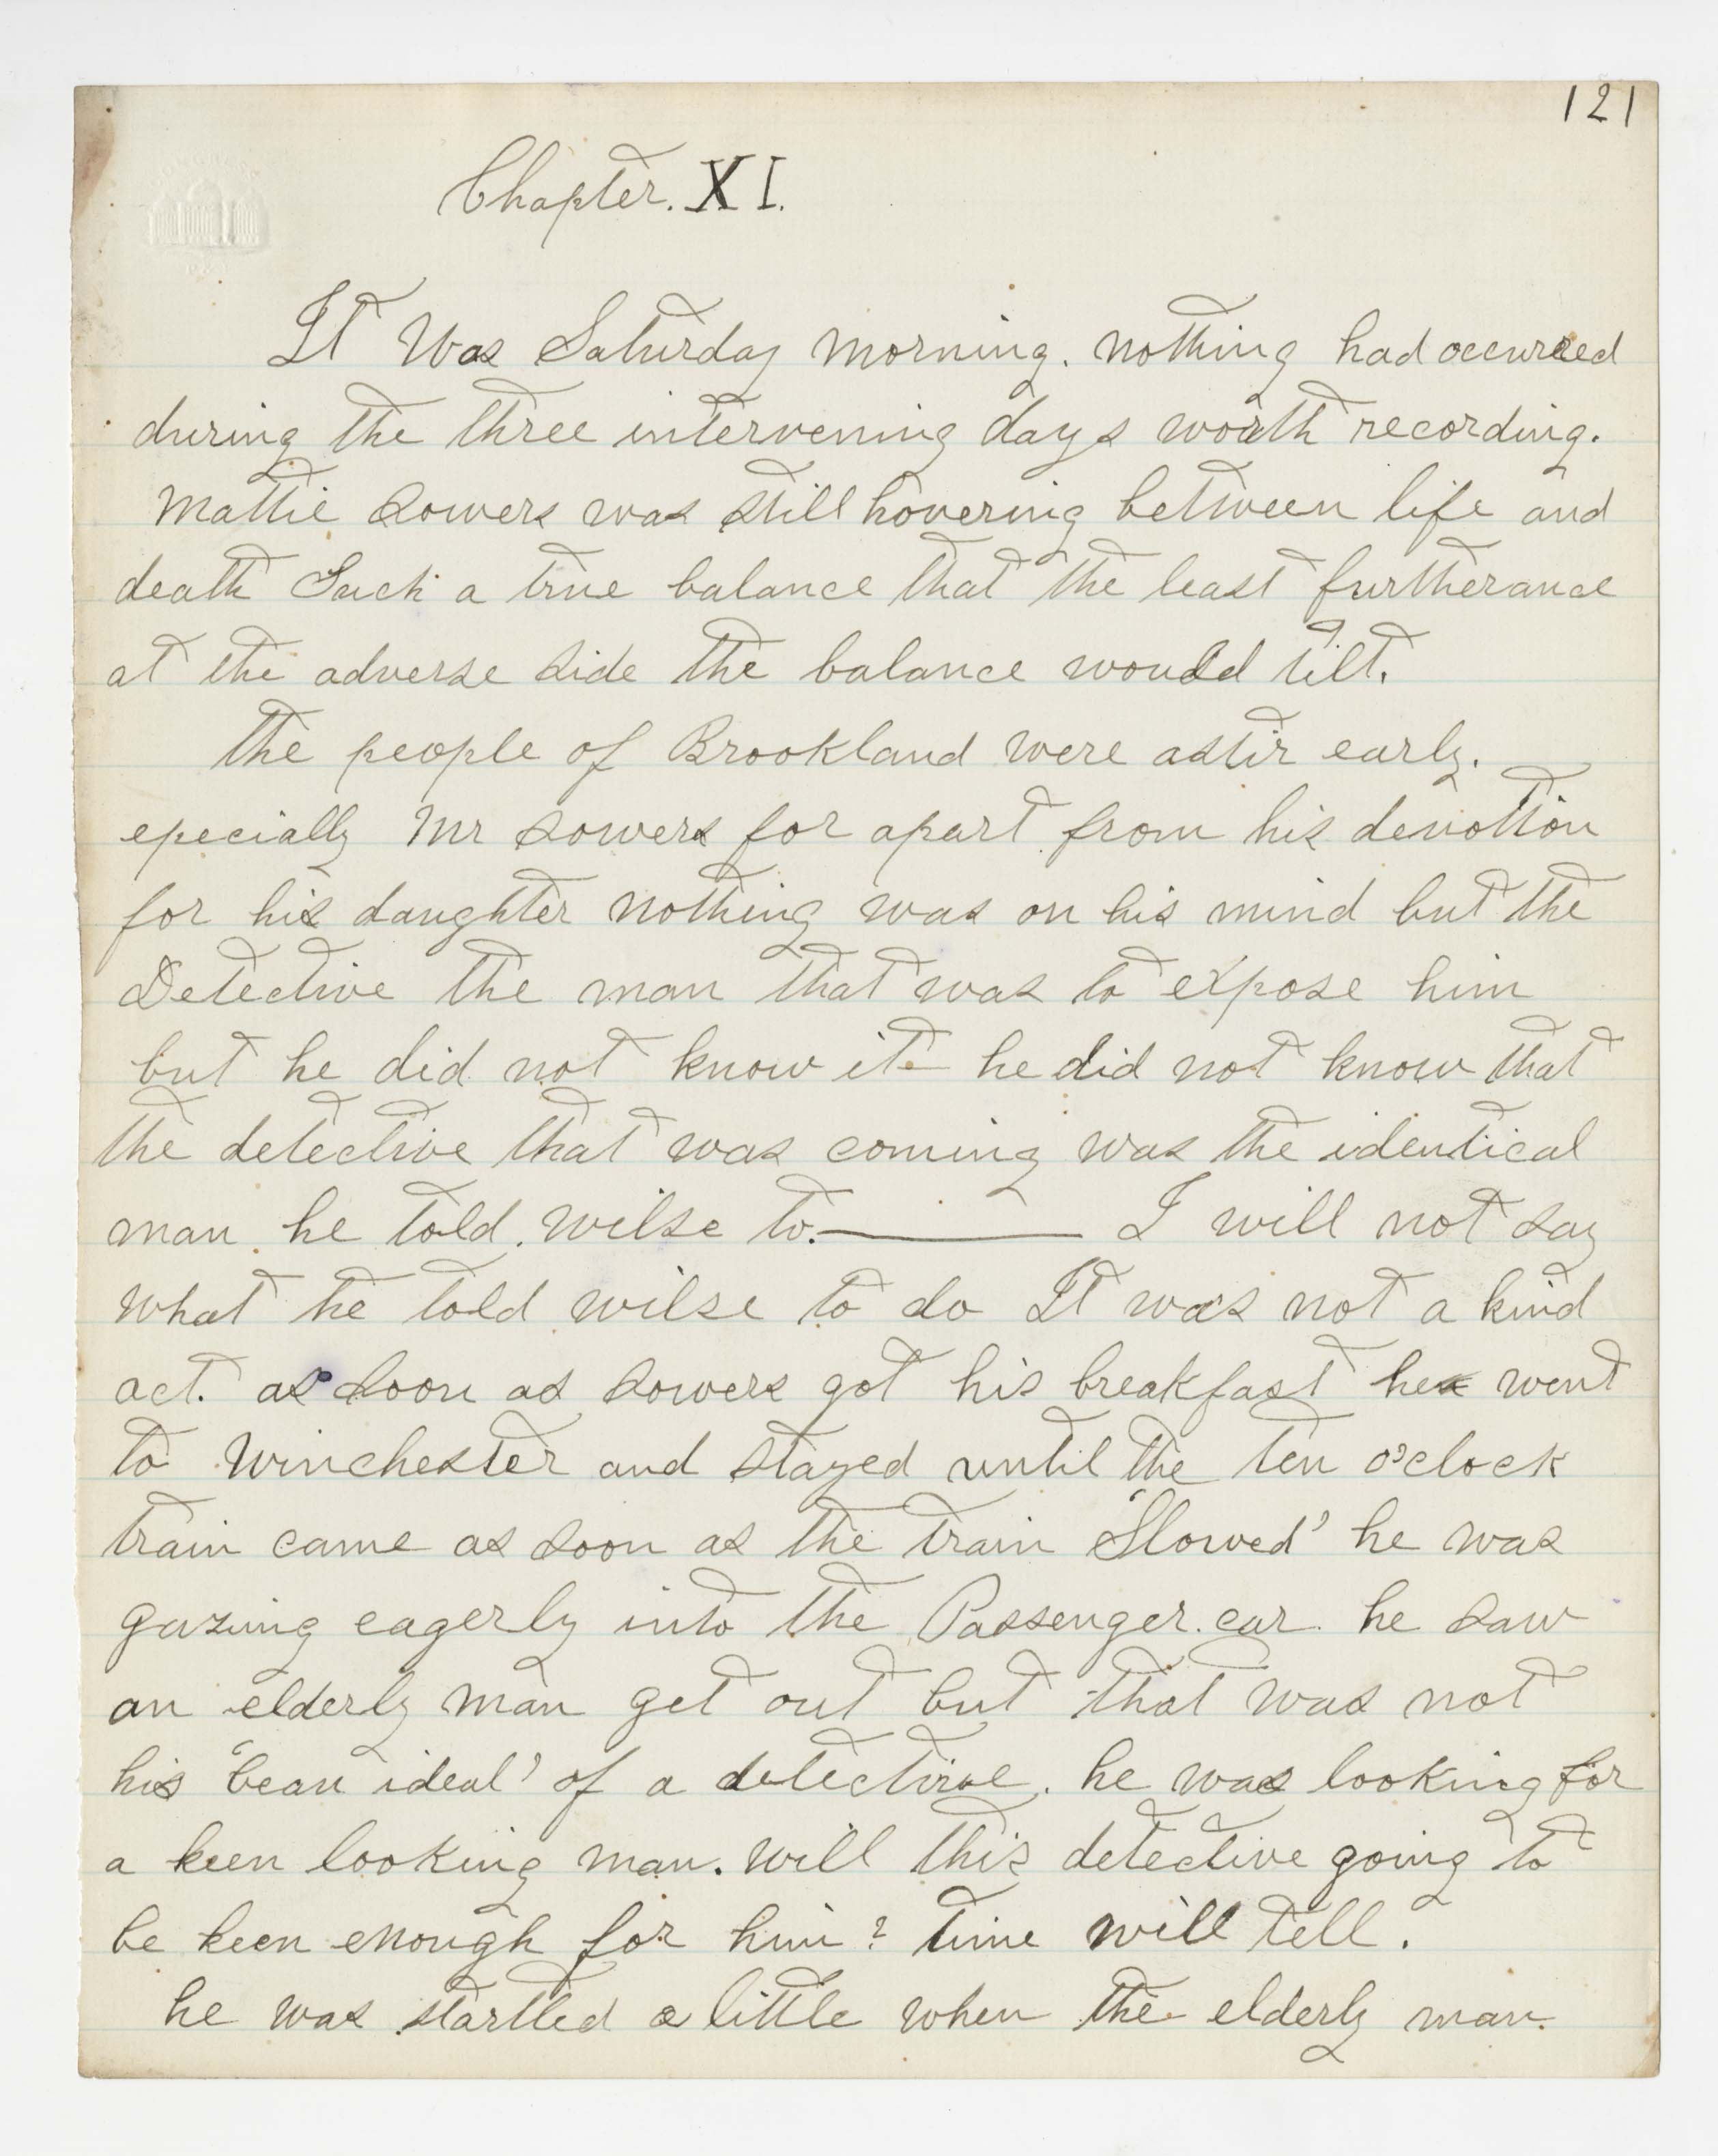 121
Chapter. XI.
It Was Saturday morning. nothing had occurred
during the three intervening days worth recording.
Mattie Sowers was still hovering between life and
death Such a true balance that the least furtherance
at the adverse side the balance would tilt.
The people of Brookland were astir early.
epecially Mr Sowers for apart from his devotion
for his daughter nothing was on his mind but the
Detective the man that was to expose him
but he did not know it he did not know that
the detective that was coming was the identical
man he told. Wilse to.——— I will not say
what he told wilse to do It was not a kind
act. as soon as Sowers got his breakfast he went
to Winchester and stayed until the ten o'clock
train came as soon as the train 'Slowed' he was
gazing eagerly into the Passenger. car. he saw
an elderly man get out but that was not
his 'beau ideal' of a detective. he was looking for
a keen looking man. will this detective going to
be keen enough for him? time will tell.
he was startled a little when the elderly man.